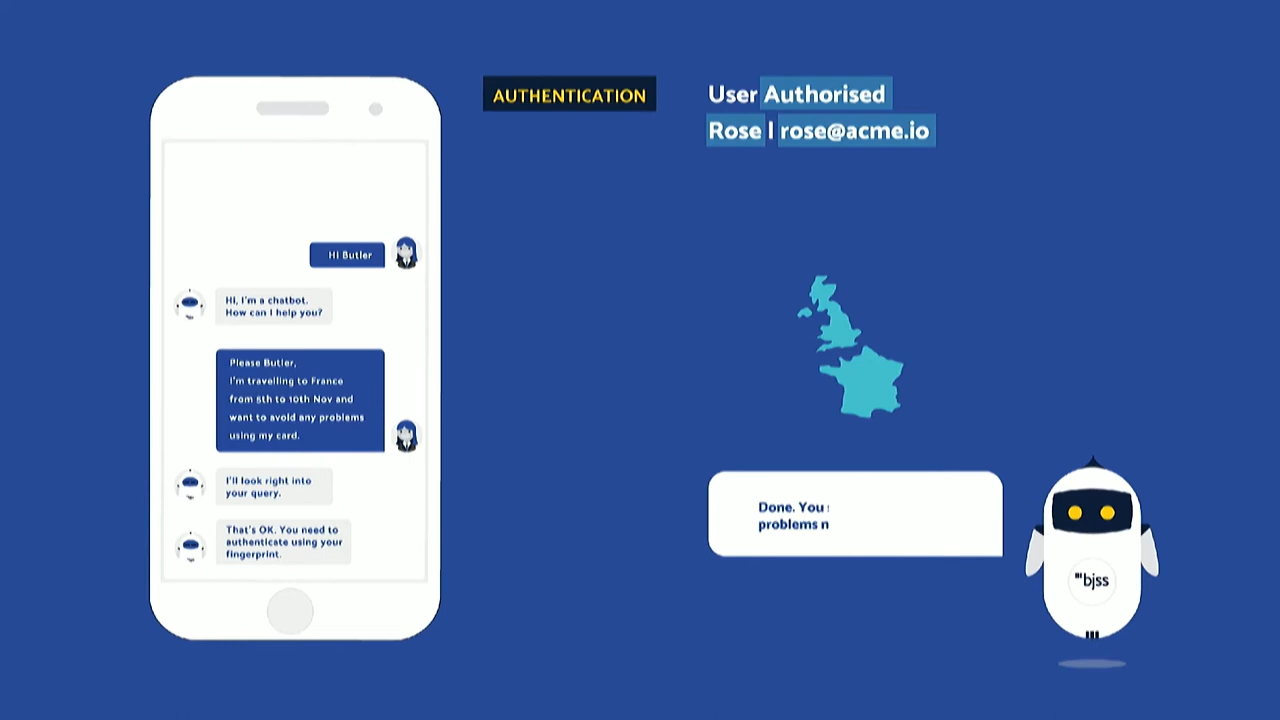 AUTHENTICATION
User Authorised
Rose | rose@acme.io
Hi Butler
Hi, I'm a chatbot.
How can I help you?
Please Butler,
I'm travelling to France
from 5th to 10th Nov and
want to avoid any problems
using my card.
I'll look right into
your query.
That's OK. You need to
authenticate using your
fingerprint.
Done. You
problems n
bjss